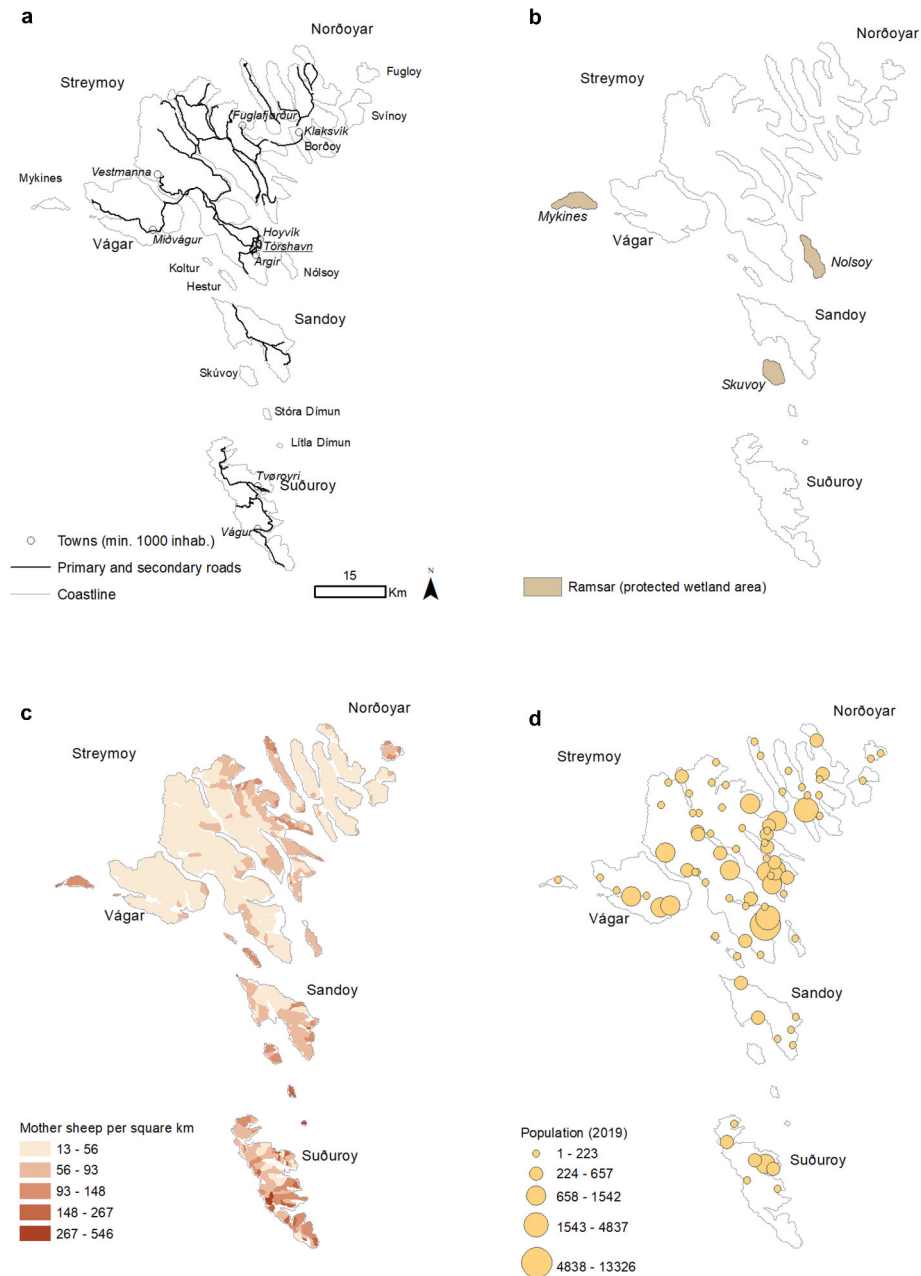 a
Norðoyar
Streymoy
Fugloy
Fuglafjørður
Svínoy
Klaksvík
Borðoy
Vestmanna
Mykines
Hoyvík
Miðvágur
Tórshavn
Vágar
Argir
Koltur
Nólsoy
Hestur
Sandoy
Skúvoy
Stóra Dímun
Lítla Dímun
Tvøroyri
Suðuroy
Vágur
Towns (min. 1000 inhab.)
Primary and secondary roads
Coastline
15
Km
N
b
Norðoyar
Streymoy
Mykines
Vágar
Nolsoy
Sandoy
Skuvoy
Suðuroy
Ramsar (protected wetland area)
c
Norðoyar
Streymoy
Vágar
Sandoy
Suðuroy
Mother sheep per square km
13 - 56
56 - 93
93 - 148
148 - 267
267 - 546
d
Norðoyar
Streymoy
Vágar
Sandoy
Suðuroy
Population (2019)
1 - 223
224 - 657
658 - 1542
1543 - 4837
4838 - 13326